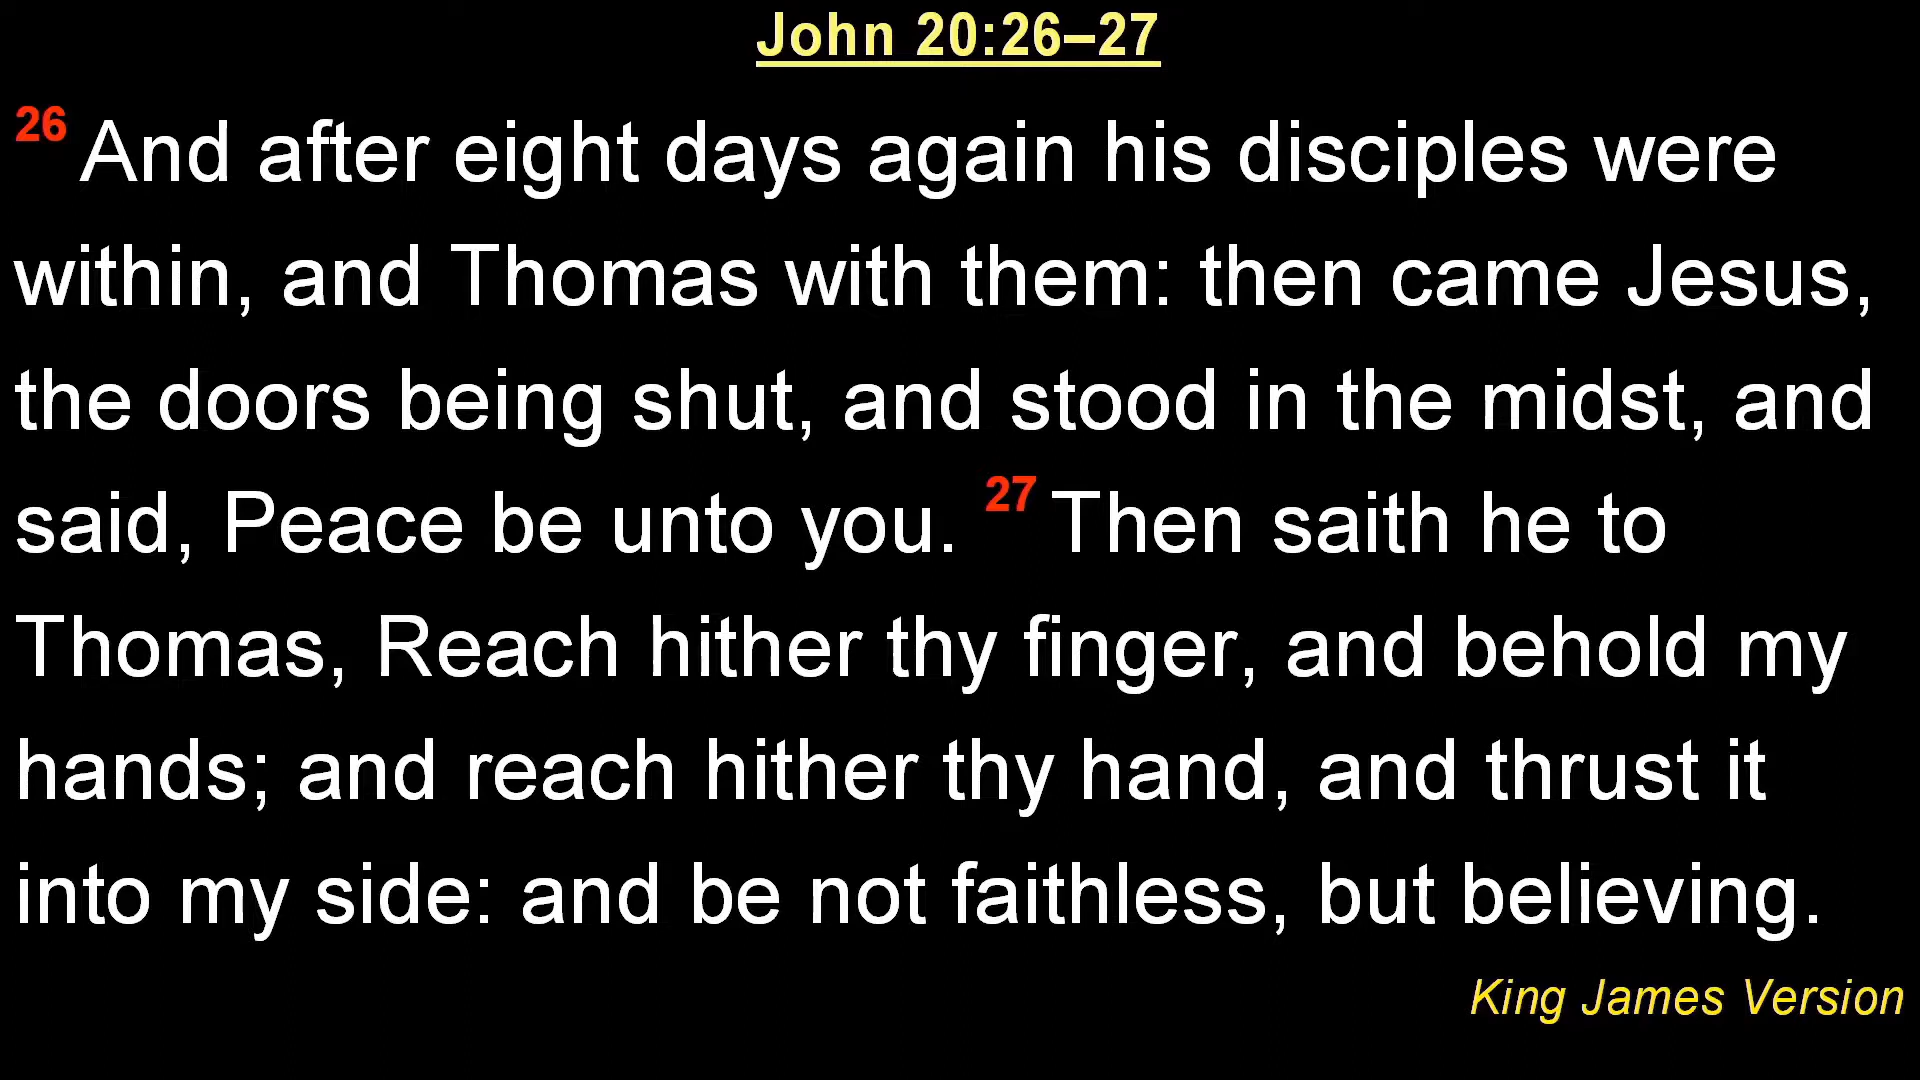 John 20:26–27
26 And after eight days again his disciples were
within, and Thomas with them: then came Jesus,
the doors being shut, and stood in the midst, and
said, Peace be unto you. 27 Then saith he to
Thomas, Reach hither thy finger, and behold my
hands; and reach hither thy hand, and thrust it
into my side: and be not faithless, but believing.
King James Version